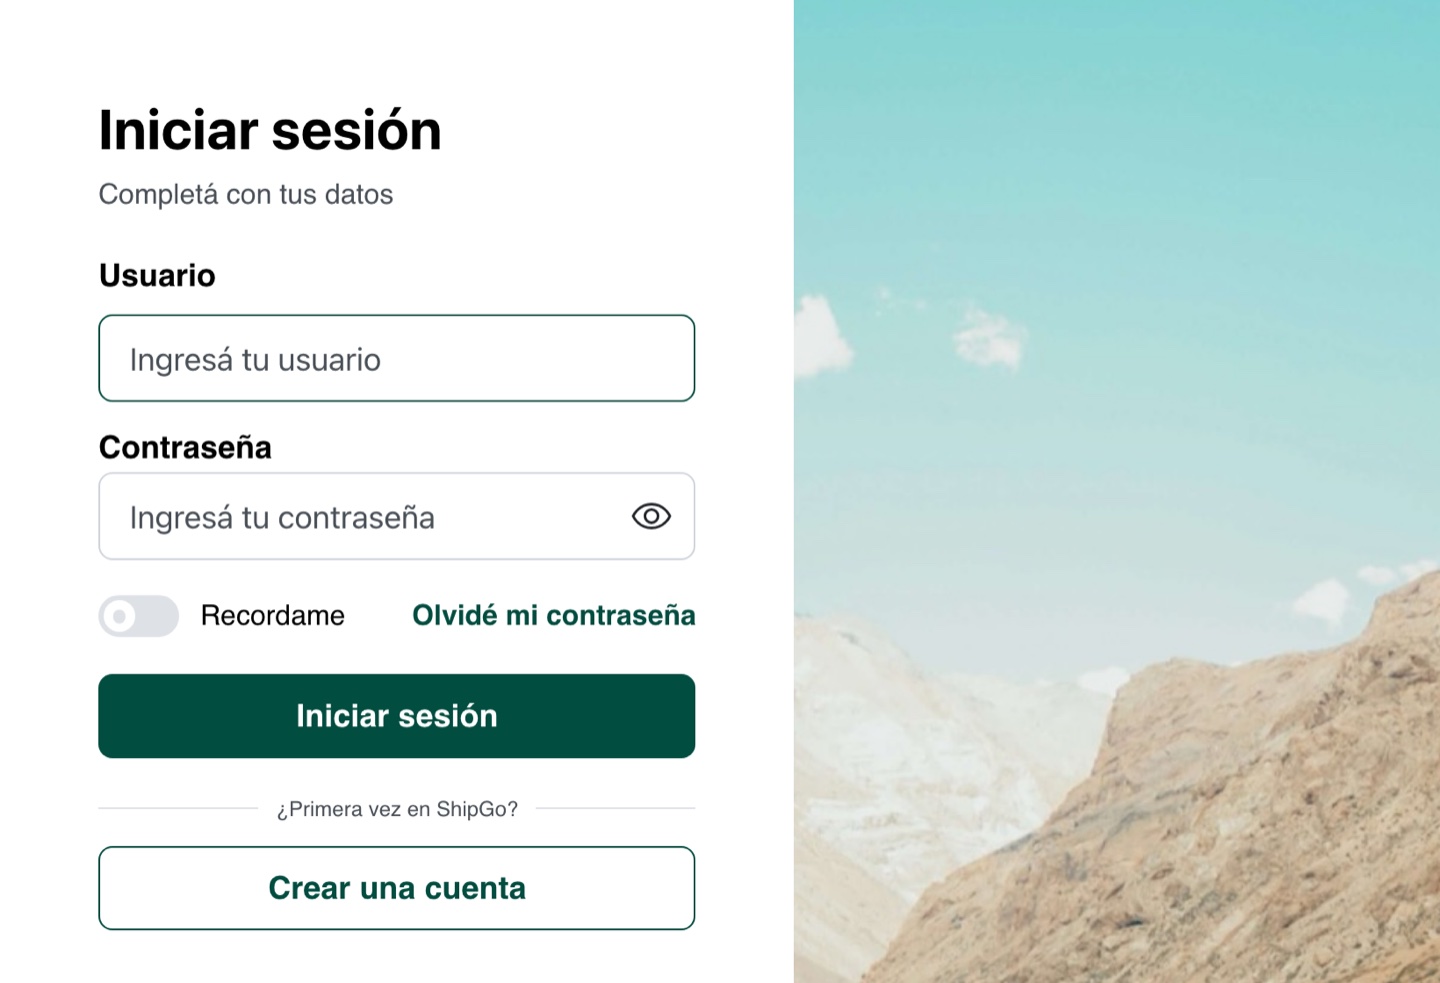 Iniciar sesión
Completá con tus datos
Usuario
Ingresá tu usuario
Contraseña
Ingresá tu contraseña
Recordame
Olvidé mi contraseña
Iniciar sesión
¿Primera vez en ShipGo?
Crear una cuenta